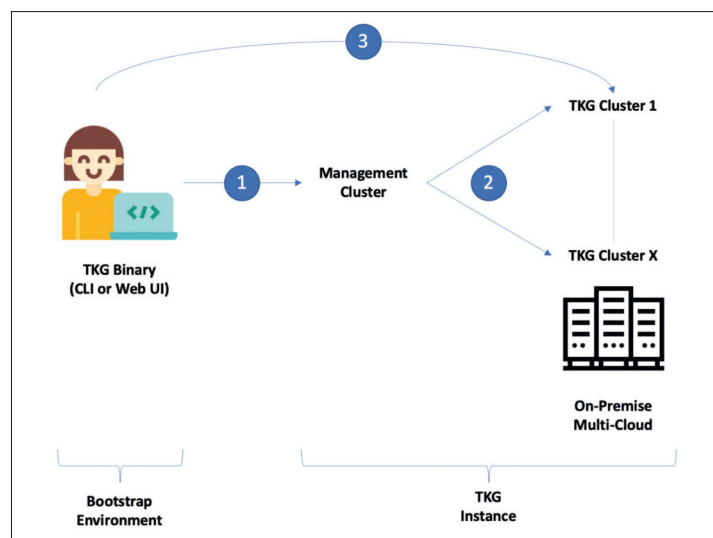 3
TKG Cluster 1
1
Management
Cluster
2
</>
TKG Binary
(CLI or Web UI)
TKG Cluster X
On-Premise
Multi-Cloud
Bootstrap
Environment
TKG
Instance